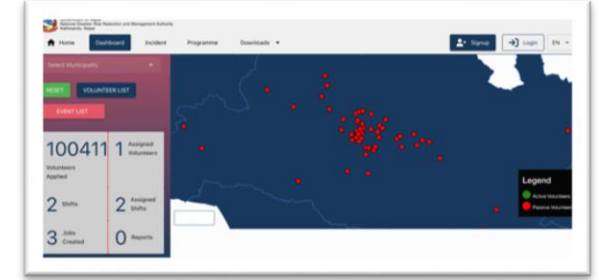 National Disaster Risk Reduction and Management Authority
Kathmandu, Nepal
Home Dashboard Incident Programme Downloads Signup Login EN
Select Municipality
RESET VOLUNTEER LIST
EVENT LIST
100411 Volunteers Applied
1 Assigned Volunteers
2 Shifts
2 Assigned Shifts
3 Jobs Created
0 Reports
Legend
Active Volunteers
Passive Volunteers